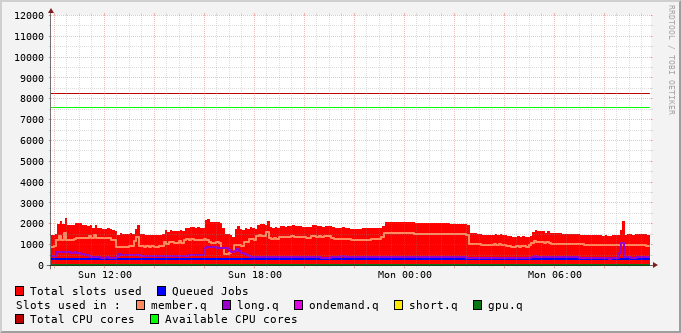 RRDTOOL / TOBI OETIKER
12000
11000
10000
9000
8000
7000
6000
5000
4000
3000
2000
1000
0
Sun 12:00 Sun 18:00 Mon 00:00 Mon 06:00
Total slots used Queued Jobs
Slots used in : member.q long.q ondemand.q short.q gpu.q
Total CPU cores Available CPU cores